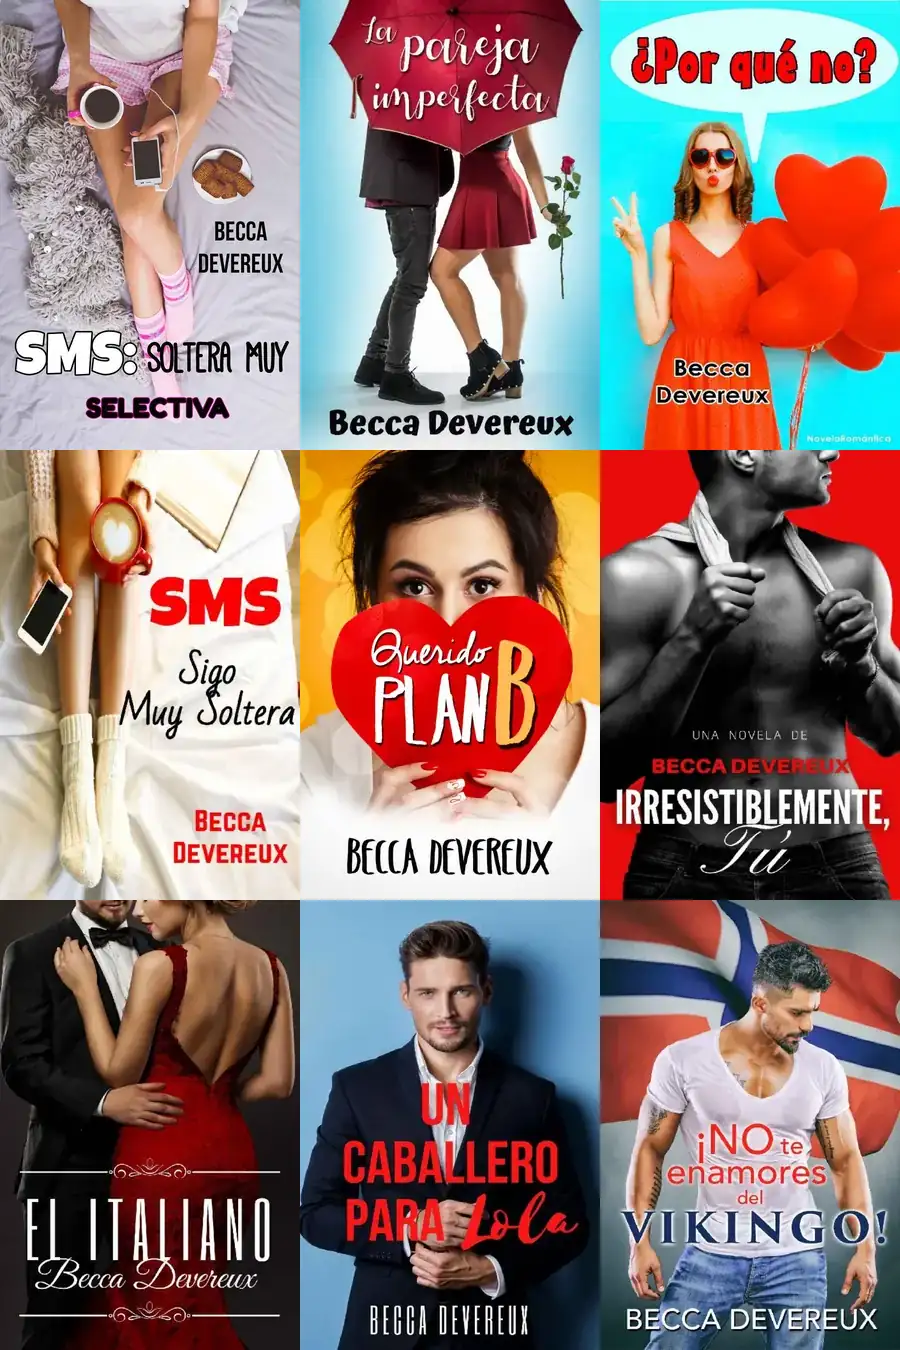 BECCA
DEVEREUX
SMS: SOLTERA MUY
SELECTIVA
La pareja
imperfecta
Becca Devereux
¿Por qué no?
Becca
Devereux
NovelaRomántica
SMS
Sigo
Muy Soltera
BECCA
DEVEREUX
Querido
PLAN B
BECCA DEVEREUX
UNA NOVELA DE
BECCA DEVEREUX
IRRESISTIBLEMENTE,
Tú
EL ITALIANO
Becca Devereux
UN
CABALLERO
PARA Lola
BECCA DEVEREUX
¡NO te
enamores
del
VIKINGO!
BECCA DEVEREUX